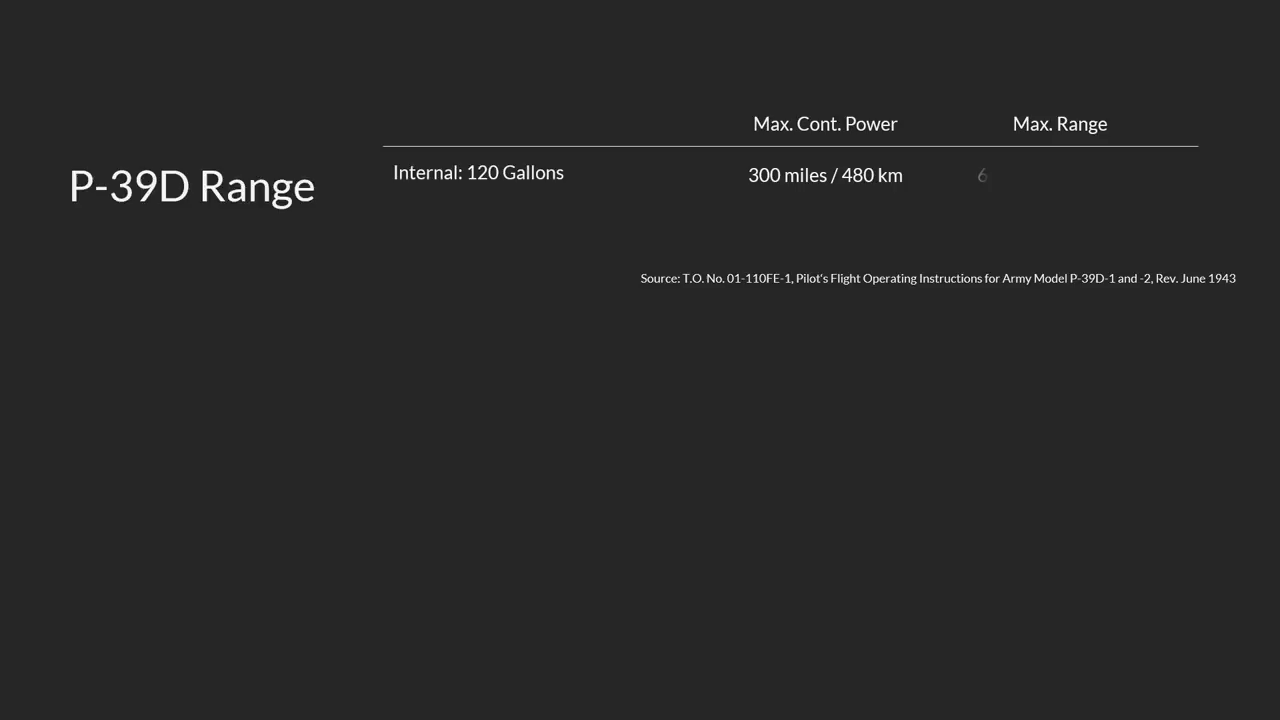 Max. Cont. Power Max. Range
P-39D Range
Internal: 120 Gallons 300 miles / 480 km 6
Source: T.O. No. 01-110FE-1, Pilot's Flight Operating Instructions for Army Model P-39D-1 and -2, Rev. June 1943